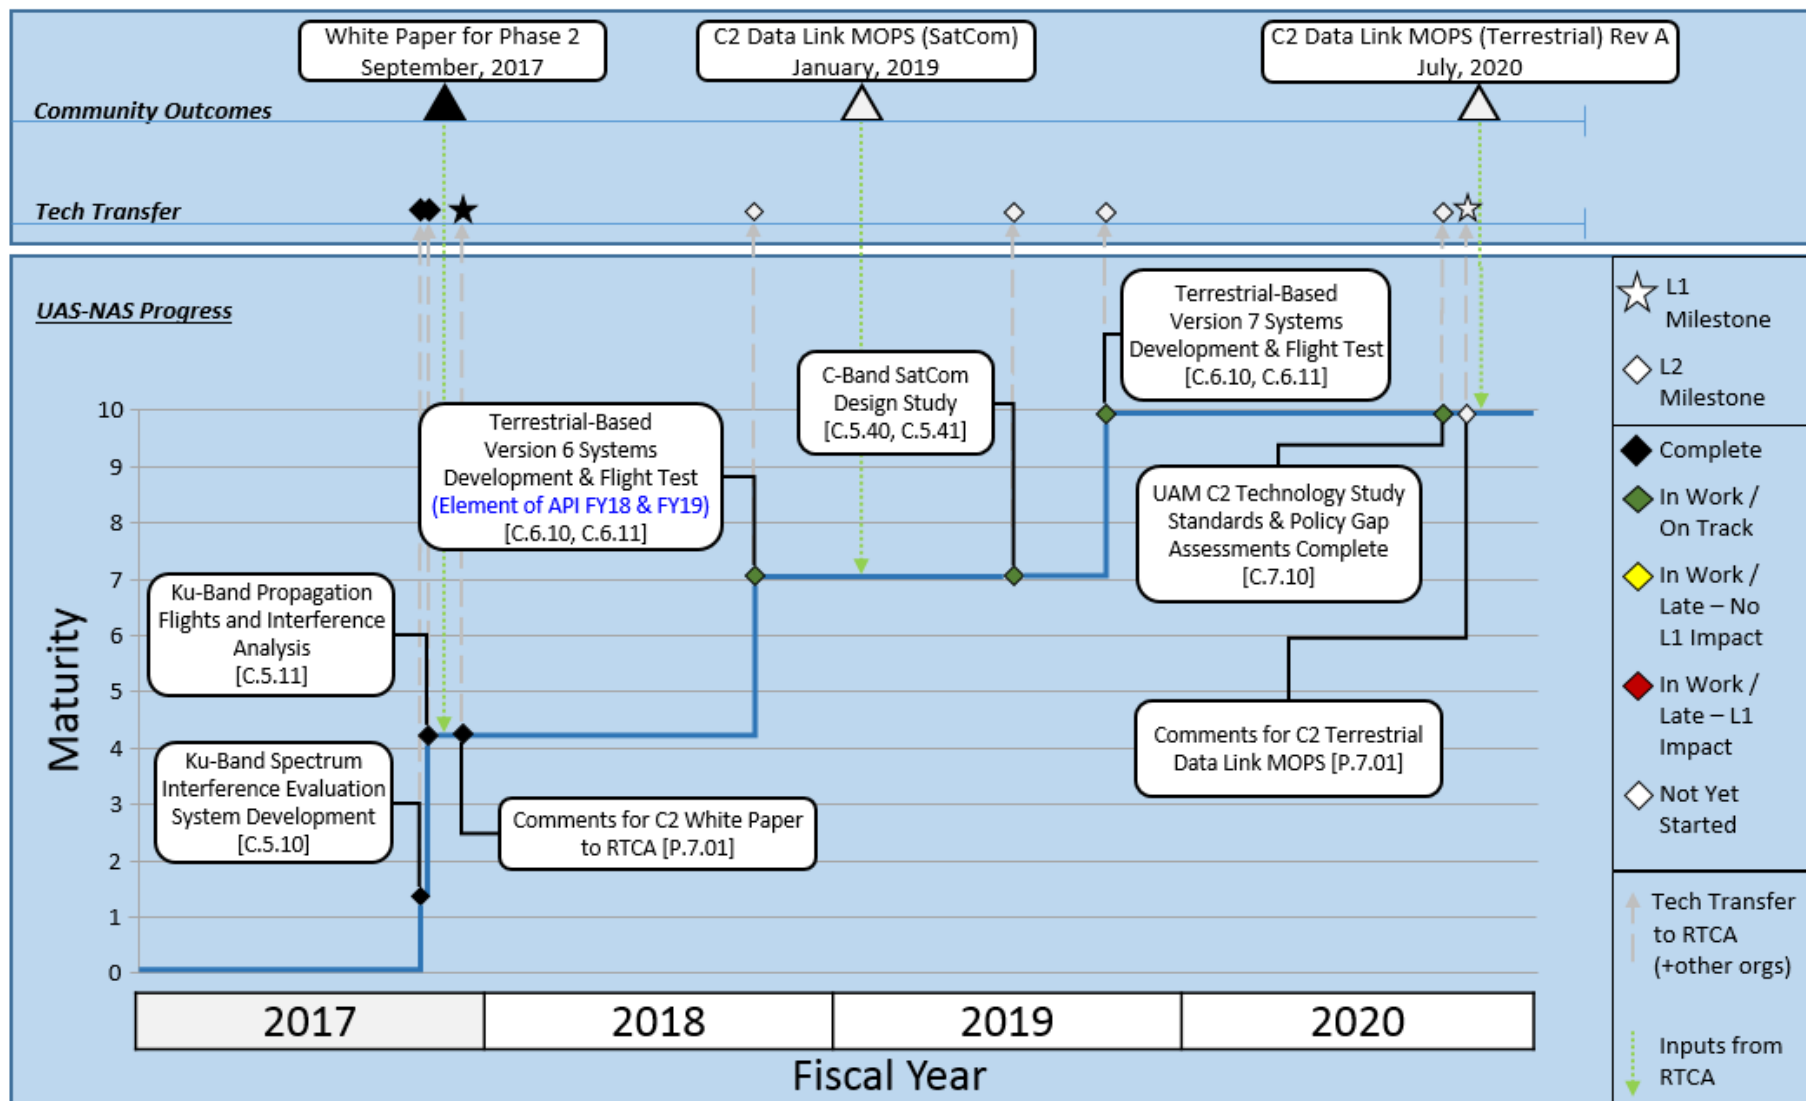 White Paper for Phase 2
September, 2017
C2 Data Link MOPS (SatCom)
January, 2019
C2 Data Link MOPS (Terrestrial) Rev A
July, 2020
Community Outcomes
Tech Transfer
UAS-NAS Progress
Terrestrial-Based
Version 7 Systems
Development & Flight Test
[C.6.10, C.6.11]
C-Band SatCom
Design Study
[C.5.40, C.5.41]
Terrestrial-Based
Version 6 Systems
Development & Flight Test
(Element of API FY18 & FY19)
[C.6.10, C.6.11]
UAM C2 Technology Study
Standards & Policy Gap
Assessments Complete
[C.7.10]
Ku-Band Propagation
Flights and Interference
Analysis
[C.5.11]
Ku-Band Spectrum
Interference Evaluation
System Development
[C.5.10]
Comments for C2 White Paper
to RTCA [P.7.01]
Comments for C2 Terrestrial
Data Link MOPS [P.7.01]
Maturity
10
9
8
7
6
5
4
3
2
1
0
2017
2018
2019
2020
Fiscal Year
L1
Milestone
L2
Milestone
Complete
In Work /
On Track
In Work /
Late – No
L1 Impact
In Work /
Late – L1
Impact
Not Yet
Started
Tech Transfer
to RTCA
(+other orgs)
Inputs from
RTCA